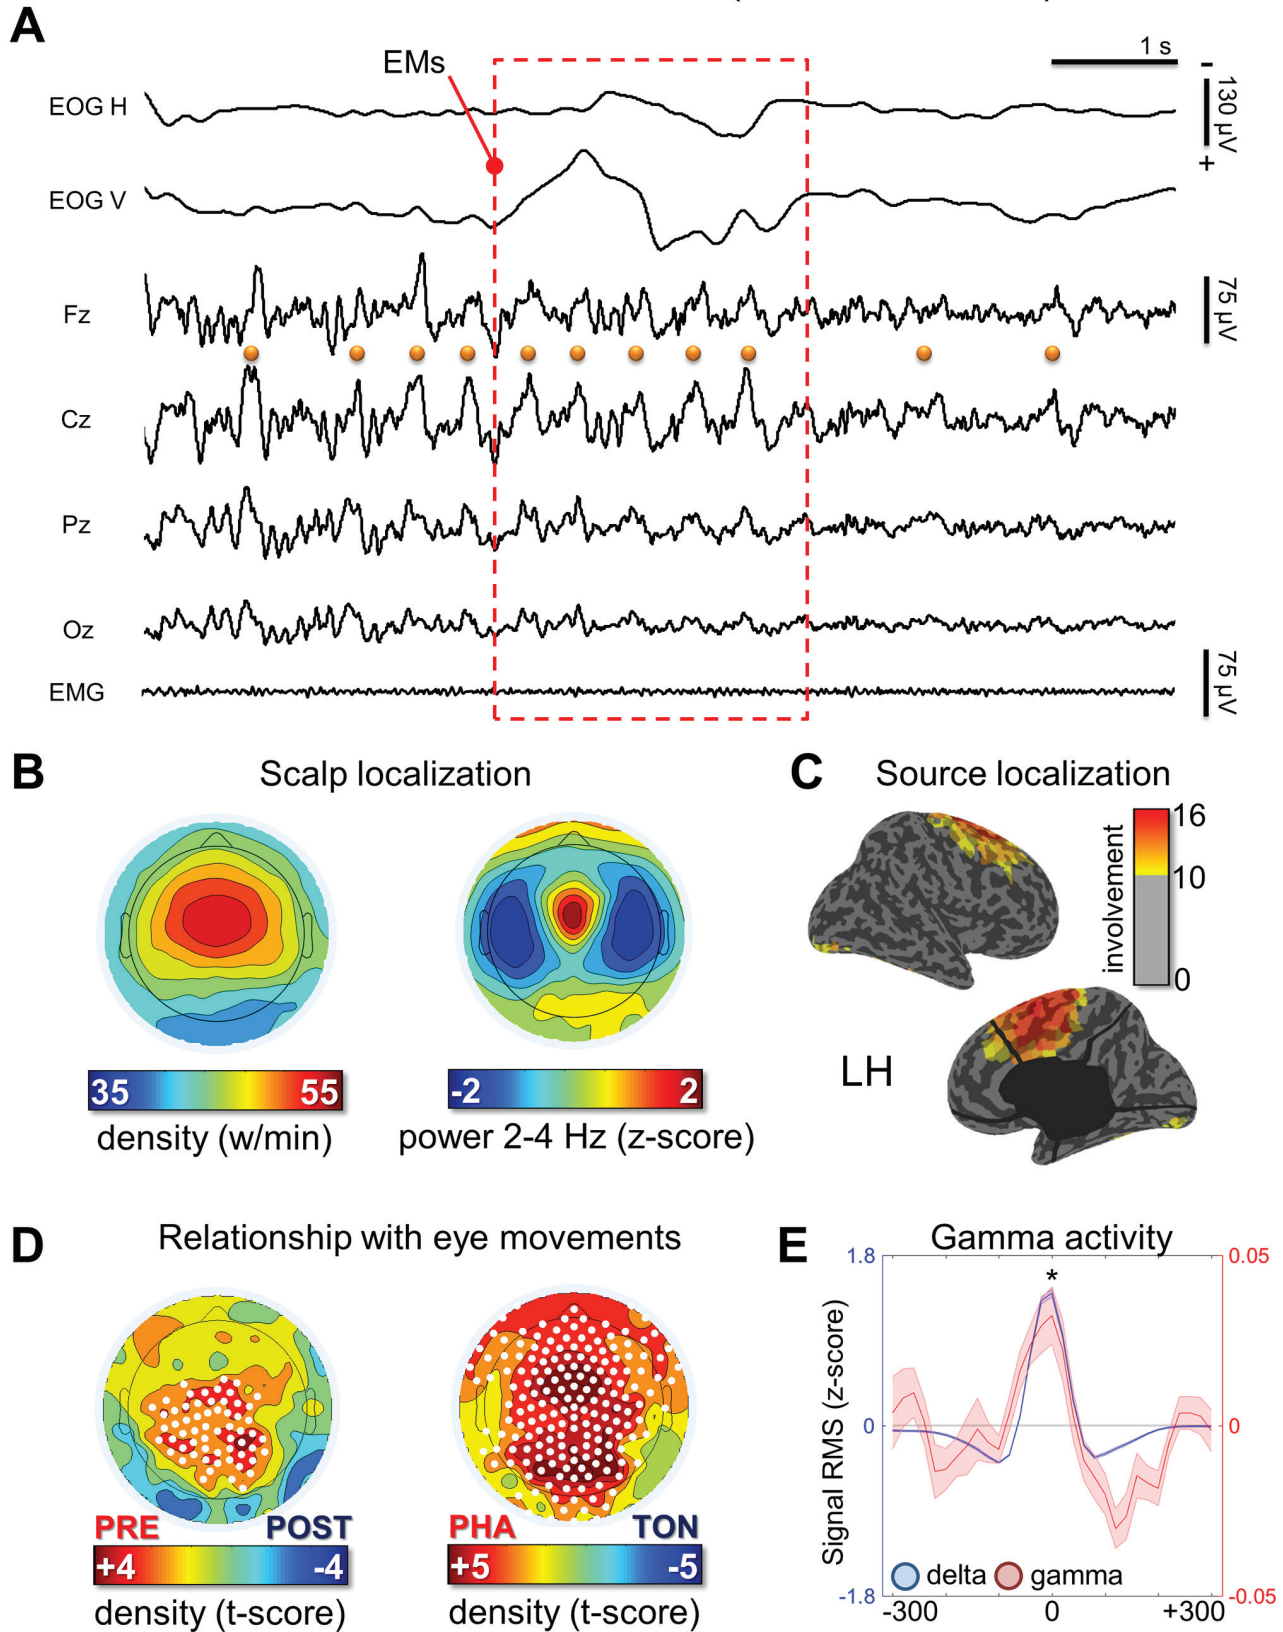 A
1 s
-
EMs
EOG H
130 µV
+
EOG V
Fz
75 µV
Cz
Pz
Oz
75 µV
EMG
B
Scalp localization
C
Source localization
16
10
0
involvement
LH
35
55
density (w/min)
-2
2
power 2-4 Hz (z-score)
D
Relationship with eye movements
PRE
POST
+4
-4
density (t-score)
PHA
TON
+5
-5
density (t-score)
E
Gamma activity
1.8
0.05
*
0
0
Signal RMS (z-score)
delta
gamma
-1.8
-0.05
-300
0
+300